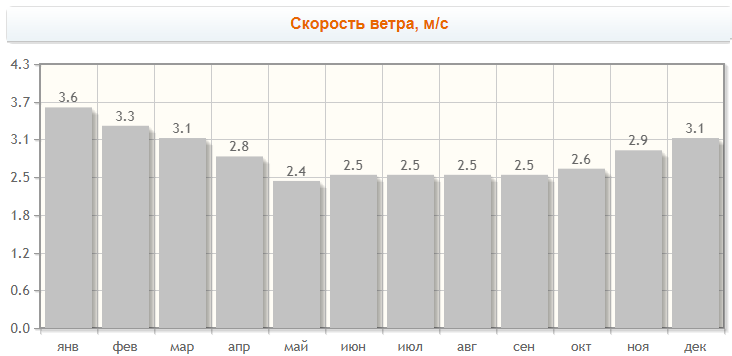 Скорость ветра, м/с
4.3
3.7
3.1
2.5
1.8
1.2
0.6
0.0
3.6 3.3 3.1 2.8 2.4 2.5 2.5 2.5 2.5 2.6 2.9 3.1
янв фев мар апр май июн июл авг сен окт ноя дек